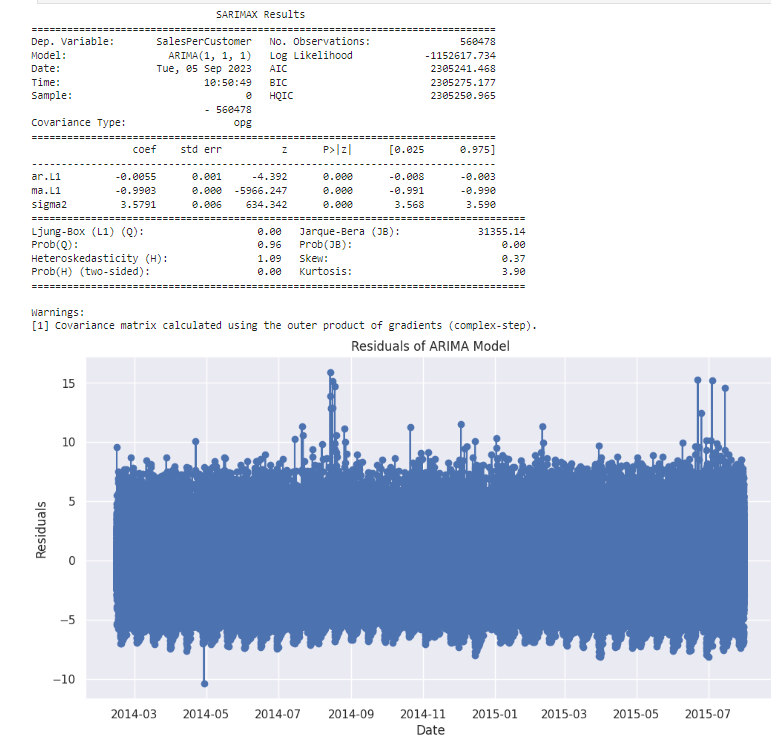 SARIMAX Results
==============================================================================
Dep. Variable: SalesPerCustomer No. Observations: 560478
Model: ARIMA(1, 1, 1) Log Likelihood -1152617.734
Date: Tue, 05 Sep 2023 AIC 2305241.468
Time: 10:50:49 BIC 2305275.177
Sample: 0 HQIC 2305250.965
- 560478
Covariance Type: opg
==============================================================================
coef std err z P>|z| [0.025 0.975]
------------------------------------------------------------------------------
ar.L1 -0.0055 0.001 -4.392 0.000 -0.008 -0.003
ma.L1 -0.9903 0.000 -5966.247 0.000 -0.991 -0.990
sigma2 3.5791 0.006 634.342 0.000 3.568 3.590
===================================================================================
Ljung-Box (L1) (Q): 0.00 Jarque-Bera (JB): 31355.14
Prob(Q): 0.96 Prob(JB): 0.00
Heteroskedasticity (H): 1.09 Skew: 0.37
Prob(H) (two-sided): 0.00 Kurtosis: 3.90
===================================================================================
Warnings:
[1] Covariance matrix calculated using the outer product of gradients (complex-step).
Residuals of ARIMA Model
15
10
5
0
−5
−10
Residuals
2014-03 2014-05 2014-07 2014-09 2014-11 2015-01 2015-03 2015-05 2015-07
Date